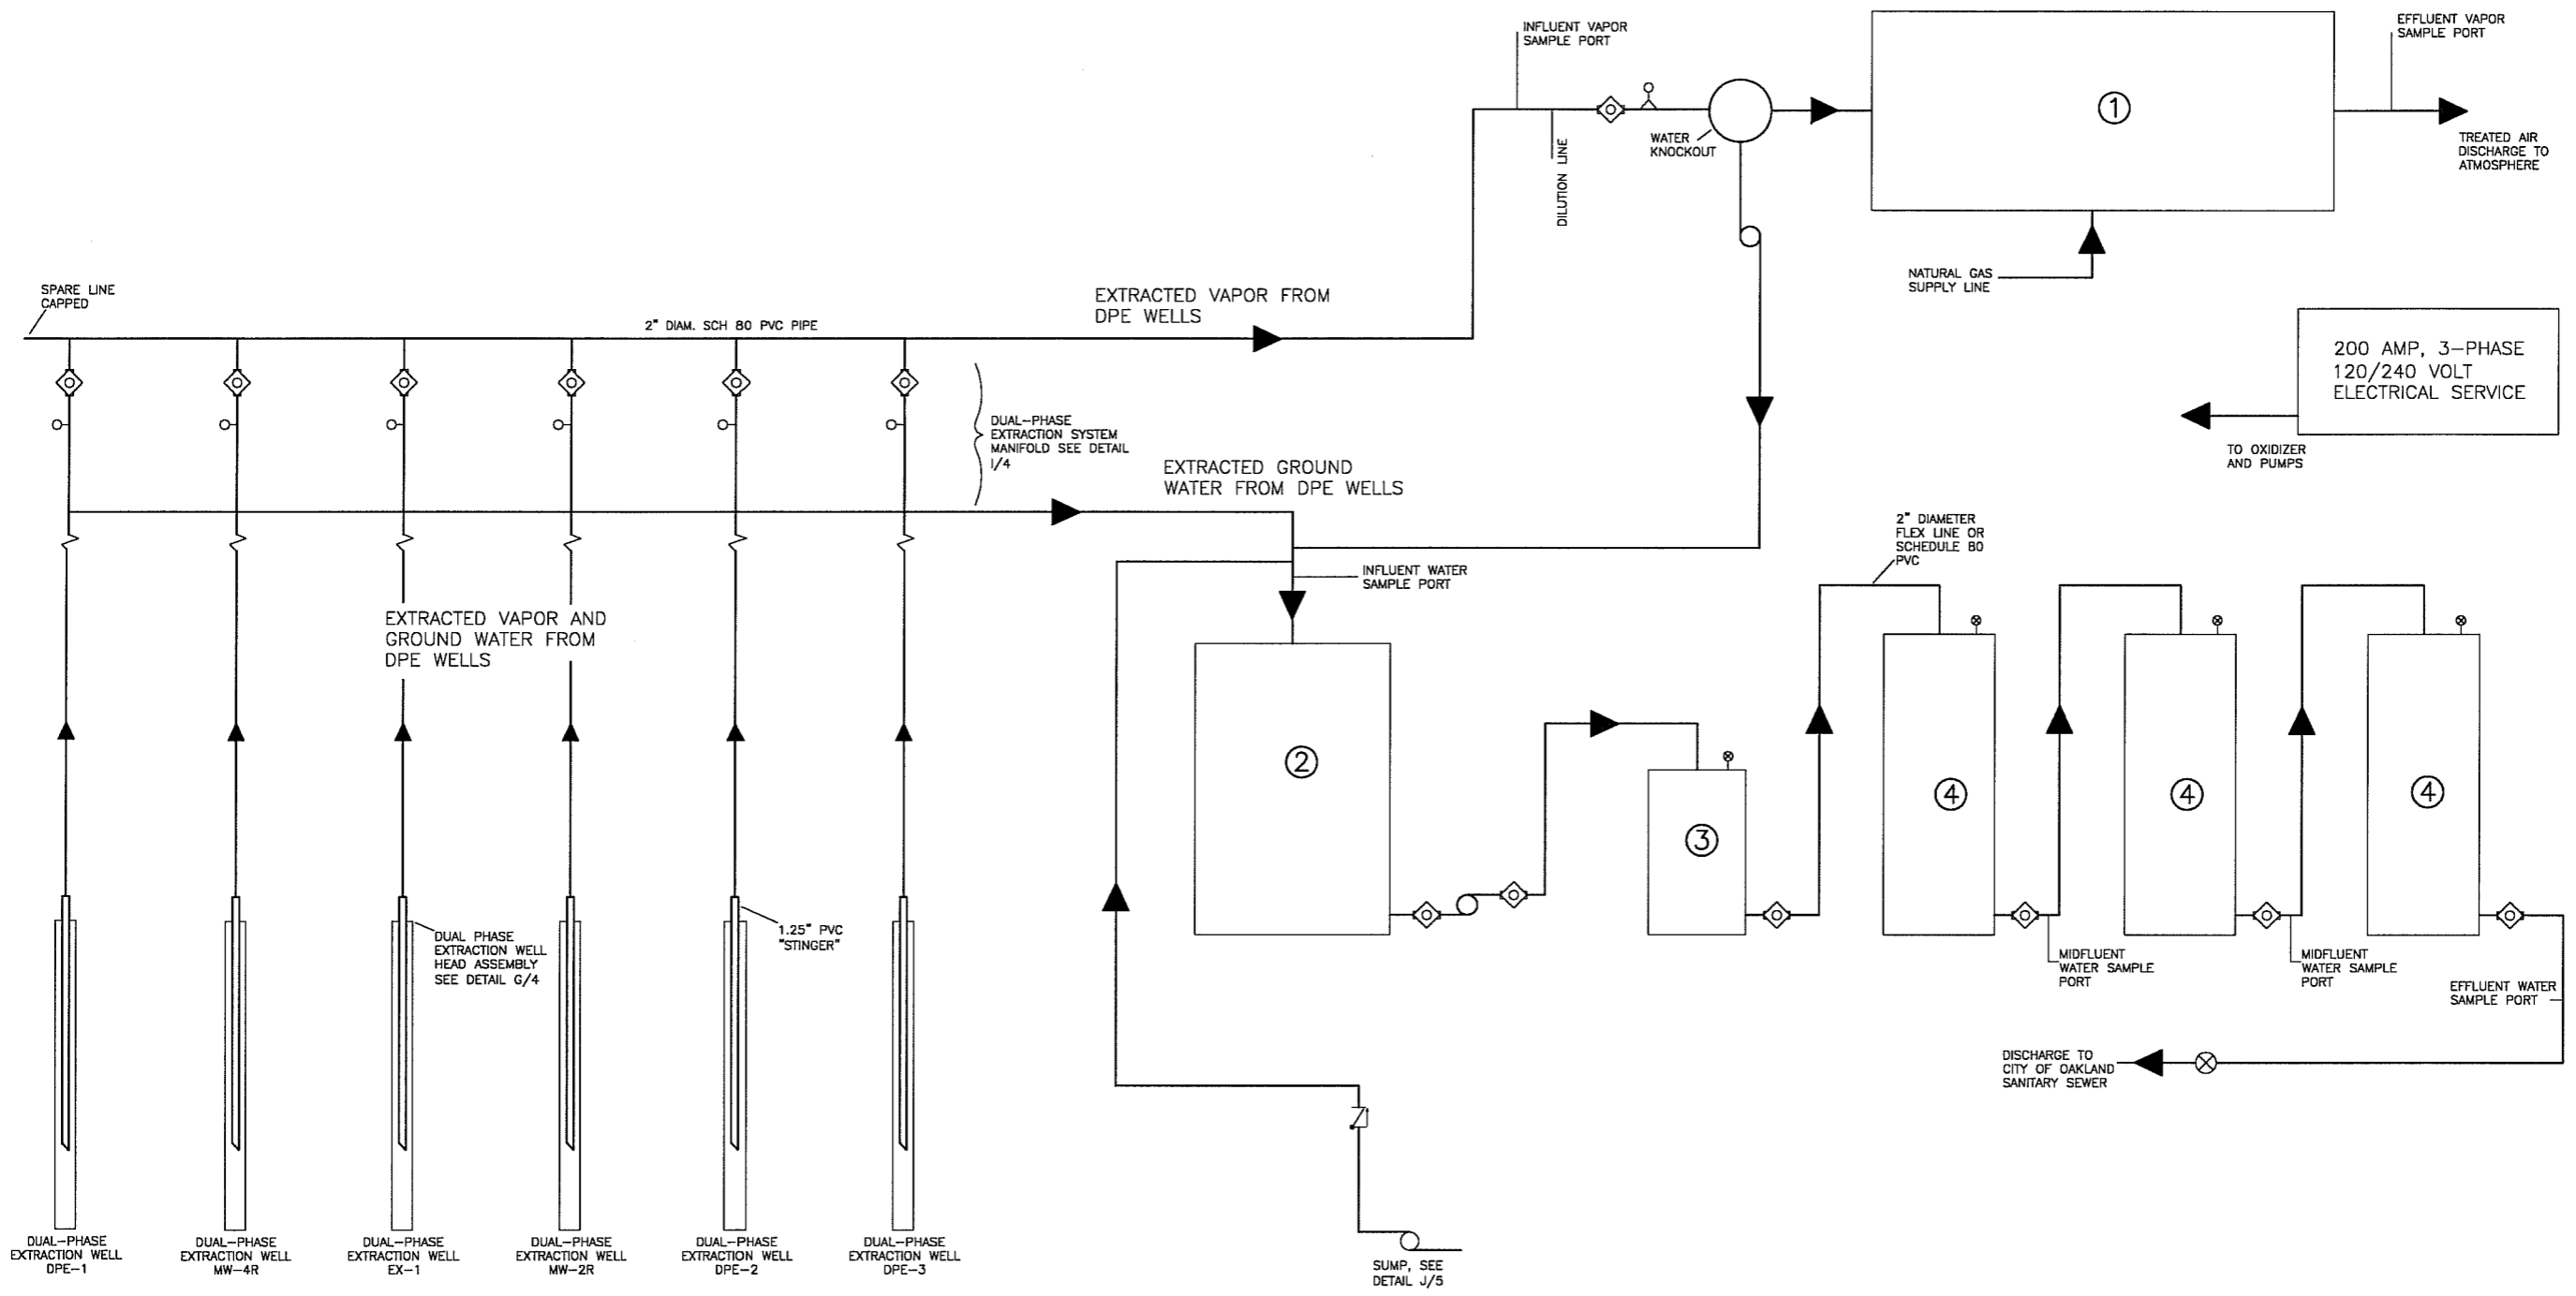 INFLUENT VAPOR
SAMPLE PORT
EFFLUENT VAPOR
SAMPLE PORT
1
WATER
KNOCKOUT
DILUTION LINE
TREATED AIR
DISCHARGE TO
ATMOSPHERE
NATURAL GAS
SUPPLY LINE
SPARE LINE
CAPPED
2" DIAM. SCH 80 PVC PIPE
EXTRACTED VAPOR FROM
DPE WELLS
200 AMP, 3-PHASE
120/240 VOLT
ELECTRICAL SERVICE
TO OXIDIZER
AND PUMPS
DUAL-PHASE
EXTRACTION SYSTEM
MANIFOLD SEE DETAIL
I/4
EXTRACTED GROUND
WATER FROM DPE WELLS
2" DIAMETER
FLEX LINE OR
SCHEDULE 80
PVC
INFLUENT WATER
SAMPLE PORT
EXTRACTED VAPOR AND
GROUND WATER FROM
DPE WELLS
2
3
4
4
4
DUAL PHASE
EXTRACTION WELL
HEAD ASSEMBLY
SEE DETAIL G/4
1.25" PVC
"STINGER"
MIDFLUENT
WATER SAMPLE
PORT
MIDFLUENT
WATER SAMPLE
PORT
EFFLUENT WATER
SAMPLE PORT
DISCHARGE TO
CITY OF OAKLAND
SANITARY SEWER
DUAL-PHASE
EXTRACTION WELL
DPE-1
DUAL-PHASE
EXTRACTION WELL
MW-4R
DUAL-PHASE
EXTRACTION WELL
EX-1
DUAL-PHASE
EXTRACTION WELL
MW-2R
DUAL-PHASE
EXTRACTION WELL
DPE-2
DUAL-PHASE
EXTRACTION WELL
DPE-3
SUMP, SEE
DETAIL J/5